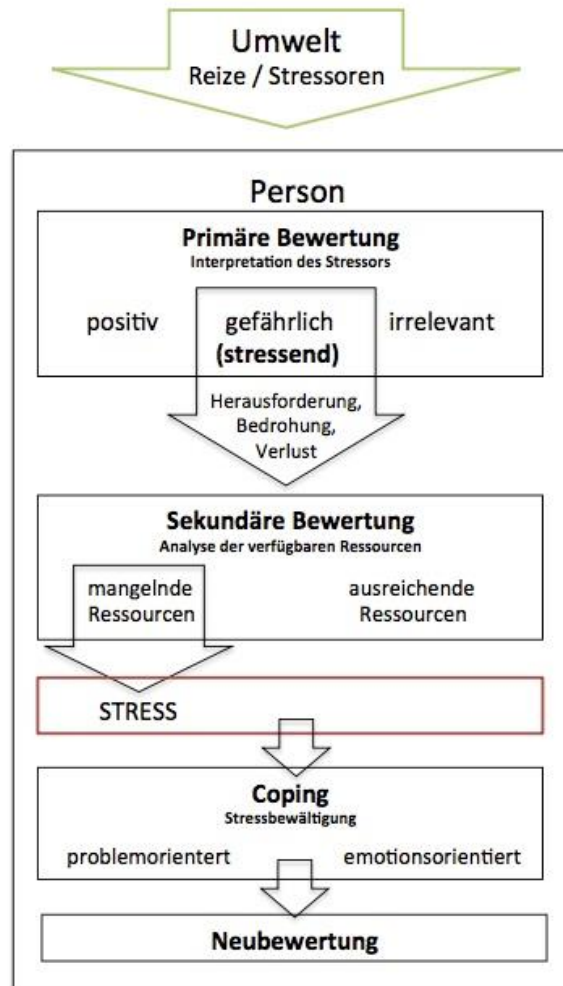 Umwelt
Reize / Stressoren
Person
Primäre Bewertung
Interpretation des Stressors
positiv gefährlich irrelevant
(stressend)
Herausforderung,
Bedrohung,
Verlust
Sekundäre Bewertung
Analyse der verfügbaren Ressourcen
mangelnde ausreichende
Ressourcen Ressourcen
STRESS
Coping
Stressbewältigung
problemorientert emotionsorientiert
Neubewertung